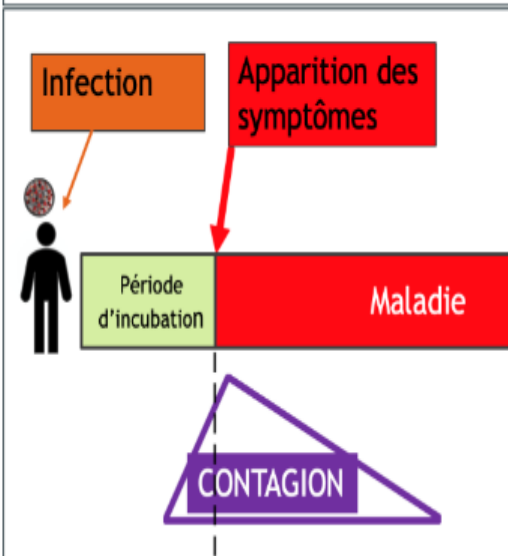 Infection
Apparition des
symptômes
Période
d'incubation
Maladie
CONTAGION